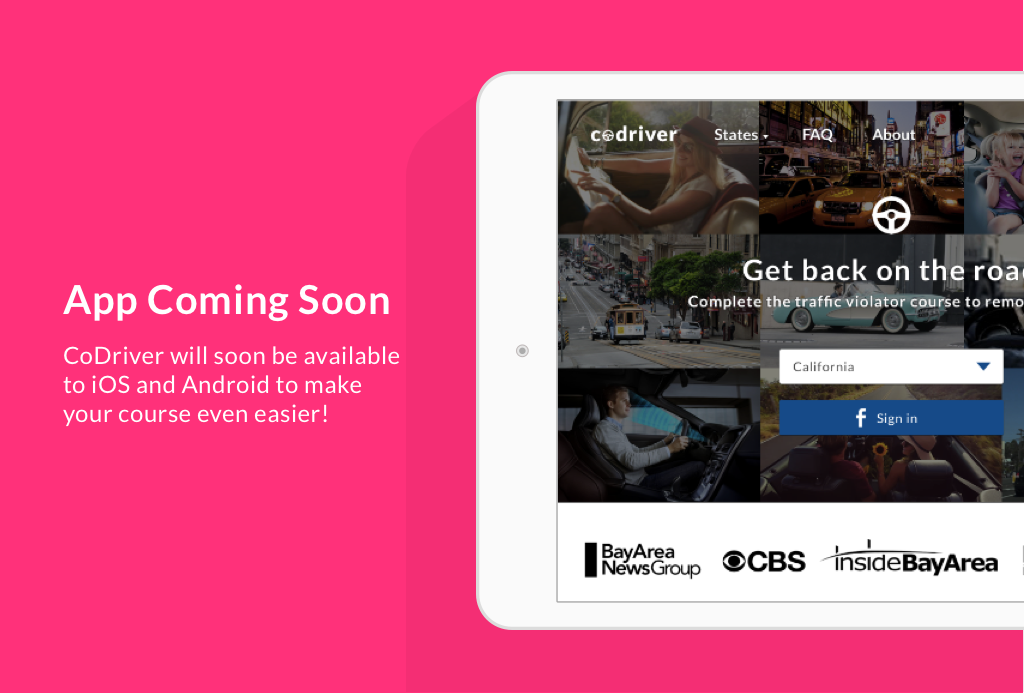 App Coming Soon
CoDriver will soon be available
to iOS and Android to make
your course even easier!
codriver States FAQ About
Get back on the road
Complete the traffic violator course to remo
California
f Sign in
BayArea
NewsGroup
CBS
insideBayArea